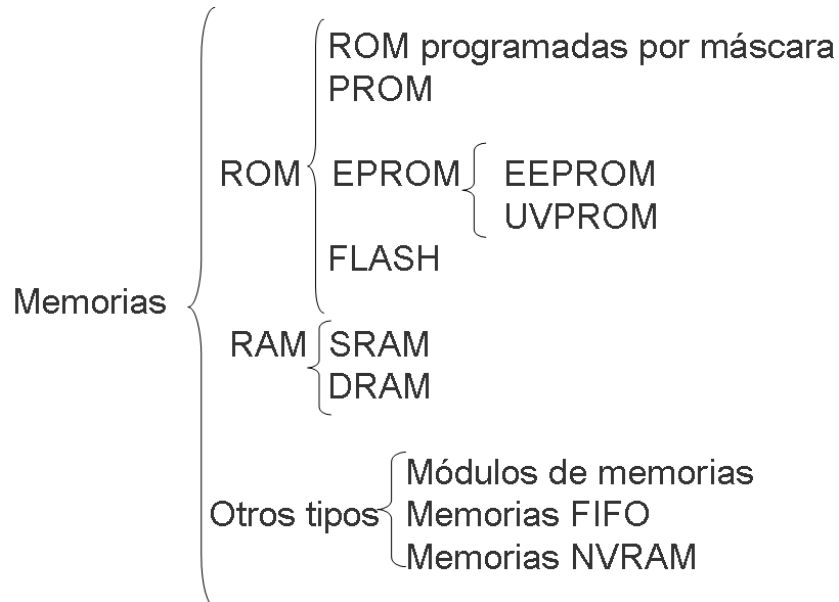 ROM programadas por máscara
PROM
ROM
EPROM
EEPROM
UVPROM
FLASH
Memorias
RAM
SRAM
DRAM
Módulos de memorias
Otros tipos
Memorias FIFO
Memorias NVRAM